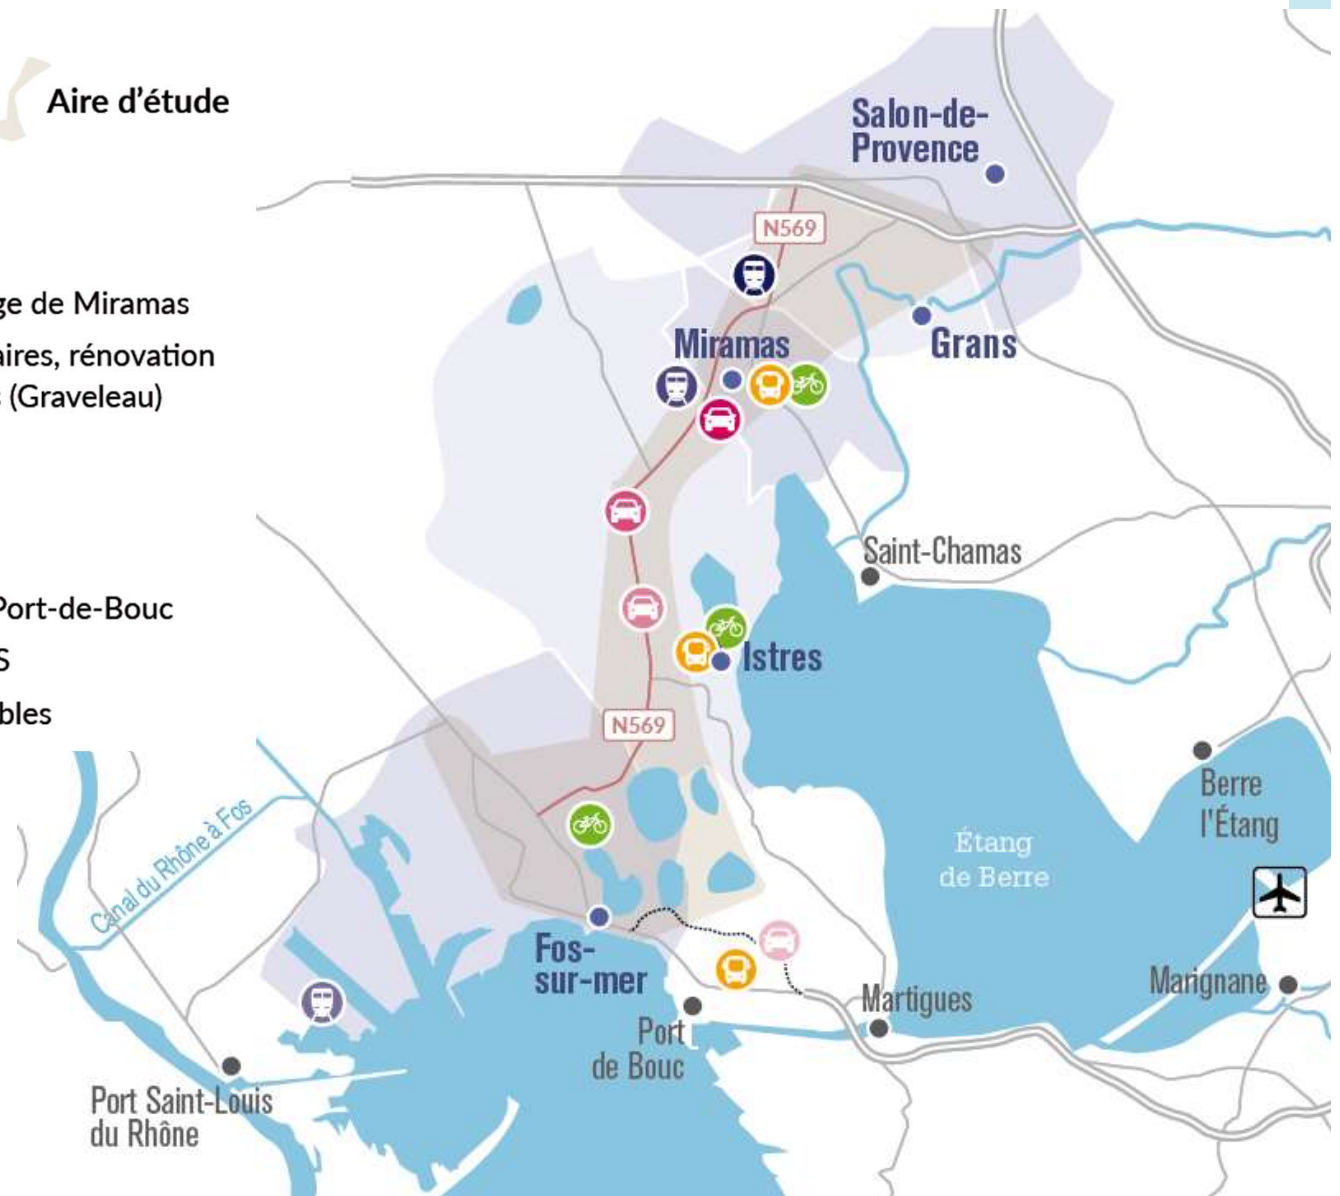 Aire d'étude
ge de Miramas
aires, rénovation
(Graveleau)
Port-de-Bouc
S
bles
Salon-de-
Provence
N569
Miramas
Grans
Saint-Chamas
Istres
N569
Berre
l'Étang
Étang
de Berre
Canal du Rhône à Fos
Fos-
sur-mer
Marignane
Martigues
Port
de Bouc
Port Saint-Louis
du Rhône